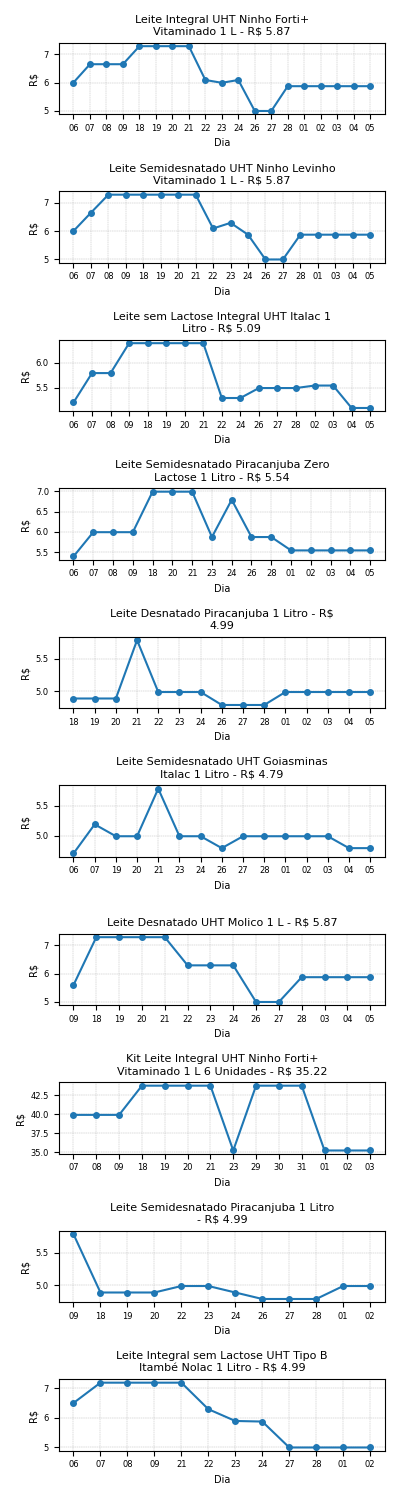 Leite Integral UHT Ninho Forti+
Vitaminado 1 L - R$ 5.87
7
6
5
R$
06 07 08 09 18 19 20 21 22 23 24 26 27 28 01 02 03 04 05
Dia
Leite Semidesnatado UHT Ninho Levinho
Vitaminado 1 L - R$ 5.87
7
6
5
R$
06 07 08 09 18 19 20 21 22 23 24 26 27 28 01 02 03 05
Dia
Leite sem Lactose Integral UHT Italac 1
Litro - R$ 5.09
6.0
5.5
R$
06 07 08 09 18 19 20 21 22 23 24 26 27 28 02 03 04 05
Dia
Leite Semidesnatado Piracanjuba Zero
Lactose 1 Litro - R$ 5.54
7.0
6.5
6.0
5.5
R$
06 07 08 09 18 20 21 23 24 26 28 01 02 03 04 05
Dia
Leite Desnatado Piracanjuba 1 Litro - R$
4.99
5.5
5.0
R$
18 19 20 21 22 23 24 26 27 28 01 02 03 04 05
Dia
Leite Semidesnatado UHT Goiasminas
Italac 1 Litro - R$ 4.79
5.5
5.0
R$
06 07 19 20 21 23 24 26 27 28 01 02 03 04 05
Dia
Leite Desnatado UHT Molico 1 L - R$ 5.87
7
6
5
R$
09 18 19 20 21 22 23 24 26 27 28 03 04 05
Dia
Kit Leite Integral UHT Ninho Forti+
Vitaminado 1 L 6 Unidades - R$ 35.22
42.5
40.0
37.5
35.0
R$
07 08 09 18 19 20 21 23 29 30 31 01 02 03
Dia
Leite Semidesnatado Piracanjuba 1 Litro
- R$ 4.99
5.5
5.0
R$
09 18 19 20 22 23 24 26 27 28 01 02
Dia
Leite Integral sem Lactose UHT Tipo B
Itambé Nolac 1 Litro - R$ 4.99
7
6
5
R$
06 07 08 09 21 22 23 24 27 28 01 02
Dia